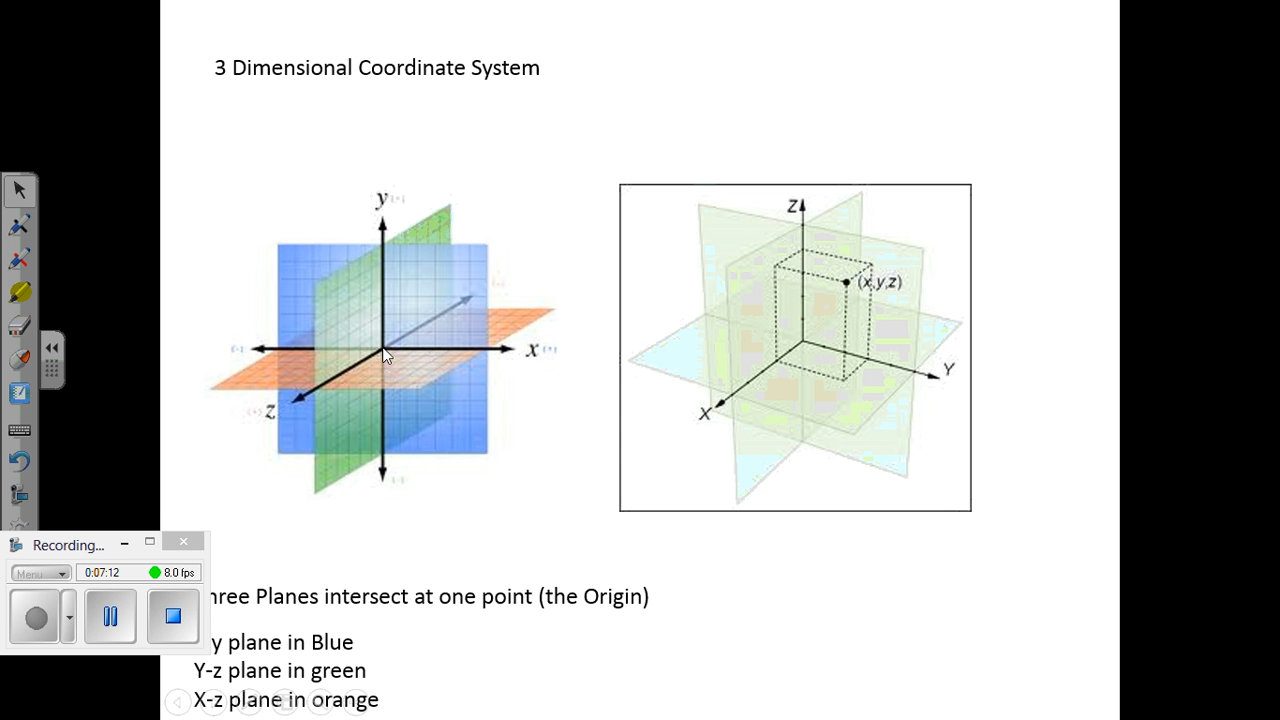 3 Dimensional Coordinate System
y (+)
(-)
x (+)
(+) z
(-)
Z
(x,y,z)
Y
X
Recording...
Menu
0:07:12
8.0 fps
hree Planes intersect at one point (the Origin)
y plane in Blue
Y-z plane in green
X-z plane in orange